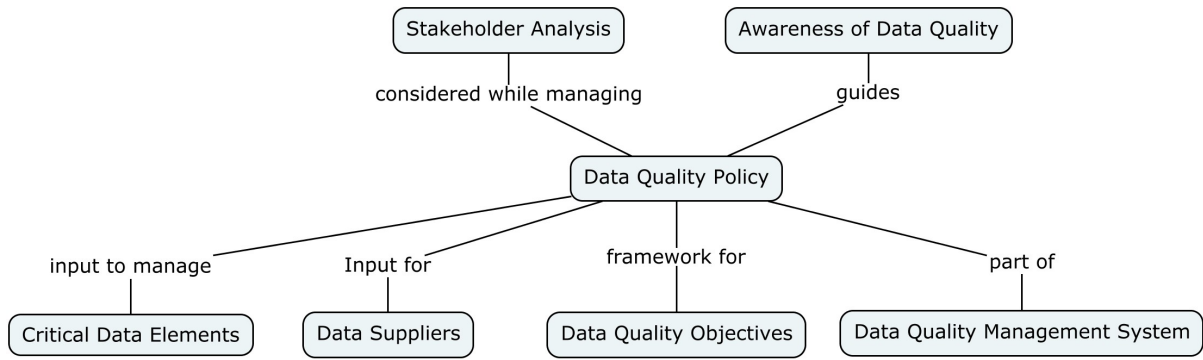 Stakeholder Analysis
Awareness of Data Quality
considered while managing
guides
Data Quality Policy
input to manage
Input for
framework for
part of
Critical Data Elements
Data Suppliers
Data Quality Objectives
Data Quality Management System